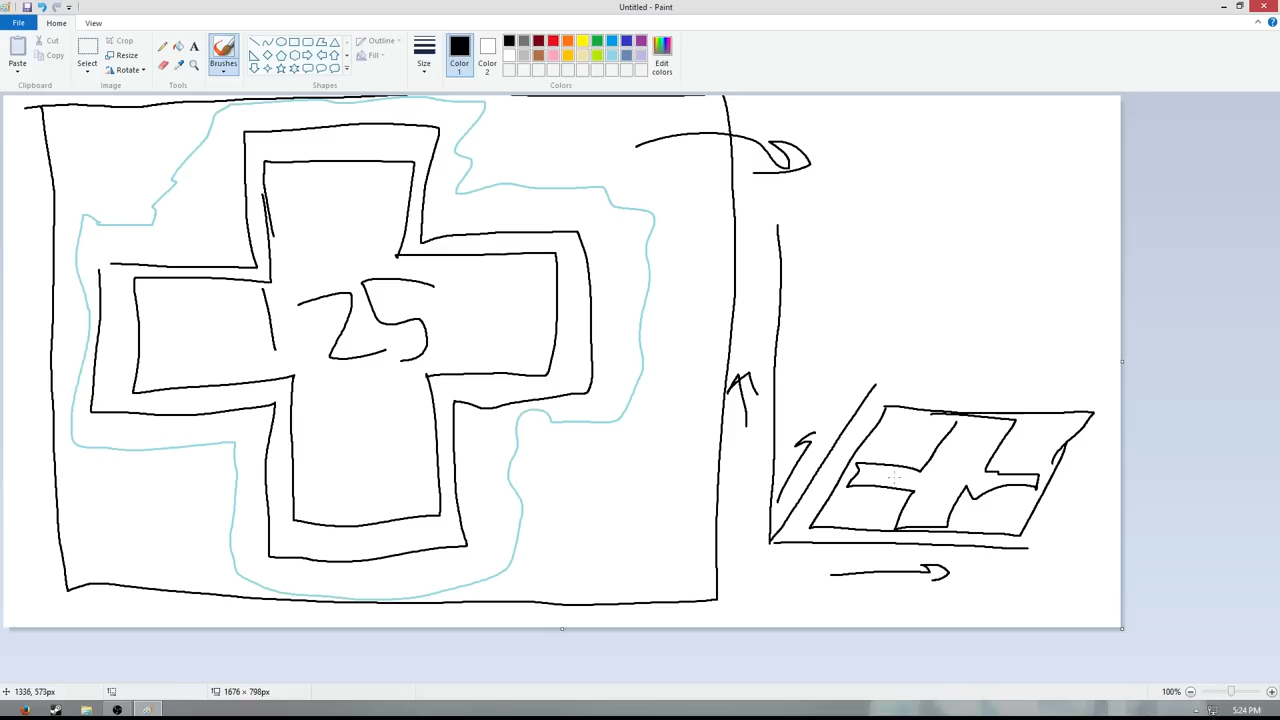 Untitled - Paint
File Home View
Cut
Copy
Paste
Clipboard
Crop
Resize
Rotate
Select
Image
A
Tools
Brushes
Outline
Fill
Shapes
Size
Color 1
Color 2
Edit colors
Colors
25
1336, 573px
1676 × 798px
100%
5:24 PM